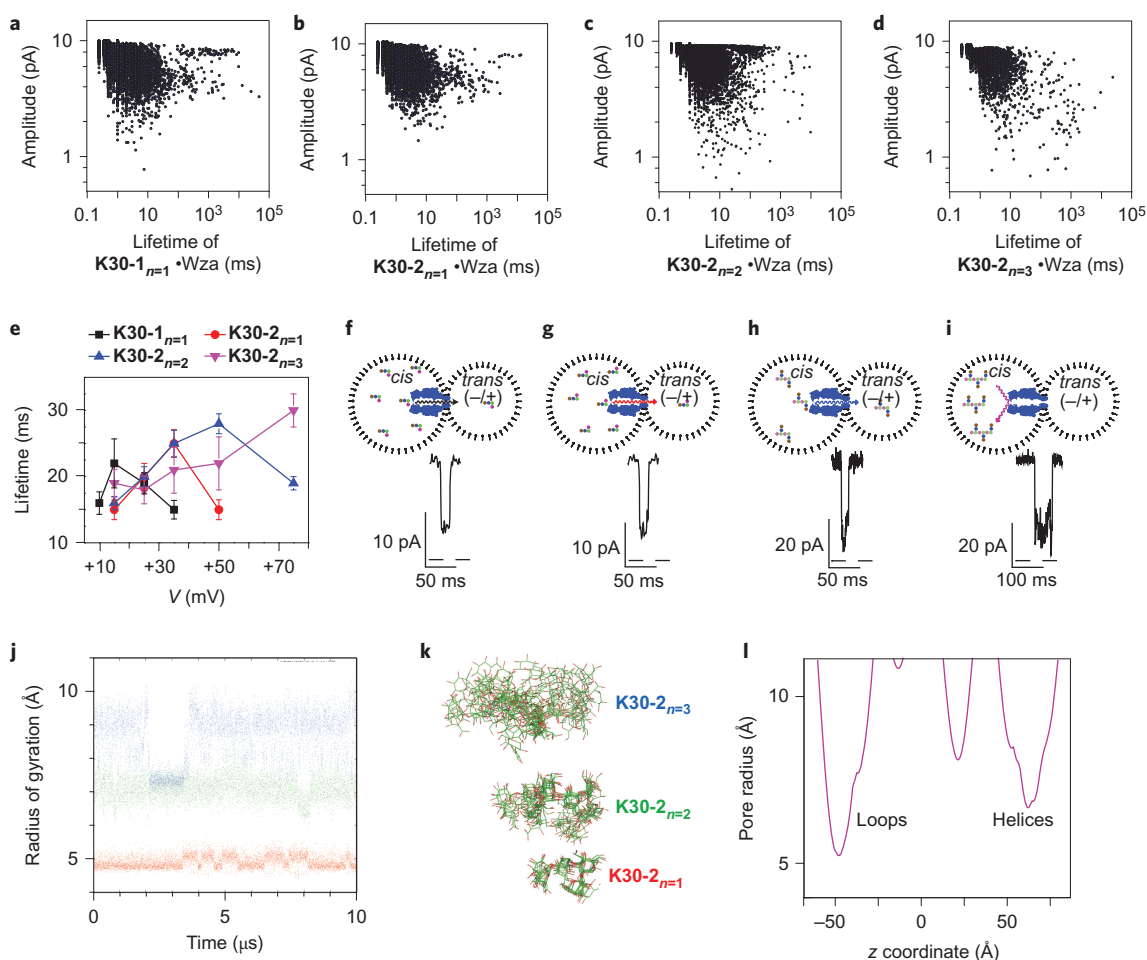 a
10
1
Amplitude (pA)
0.1 10 10³ 10⁵
Lifetime of
K30-1n=1 •Wza (ms)
b
10
1
Amplitude (pA)
0.1 10 10³ 10⁵
Lifetime of
K30-2n=1 •Wza (ms)
c
10
1
Amplitude (pA)
0.1 10 10³ 10⁵
Lifetime of
K30-2n=2 •Wza (ms)
d
10
1
Amplitude (pA)
0.1 10 10³ 10⁵
Lifetime of
K30-2n=3 •Wza (ms)
e
K30-1n=1 K30-2n=1
K30-2n=2 K30-2n=3
30
20
10
Lifetime (ms)
+10 +30 +50 +70
V (mV)
f
cis
trans
(–/+)
10 pA
50 ms
g
cis
trans
(–/+)
10 pA
50 ms
h
cis
trans
(–/+)
20 pA
50 ms
i
cis
trans
(–/+)
20 pA
100 ms
j
10
5
Radius of gyration (Å)
0 5 10
Time (μs)
k
K30-2n=3
K30-2n=2
K30-2n=1
l
10
5
Pore radius (Å)
Loops
Helices
–50 0 50
z coordinate (Å)